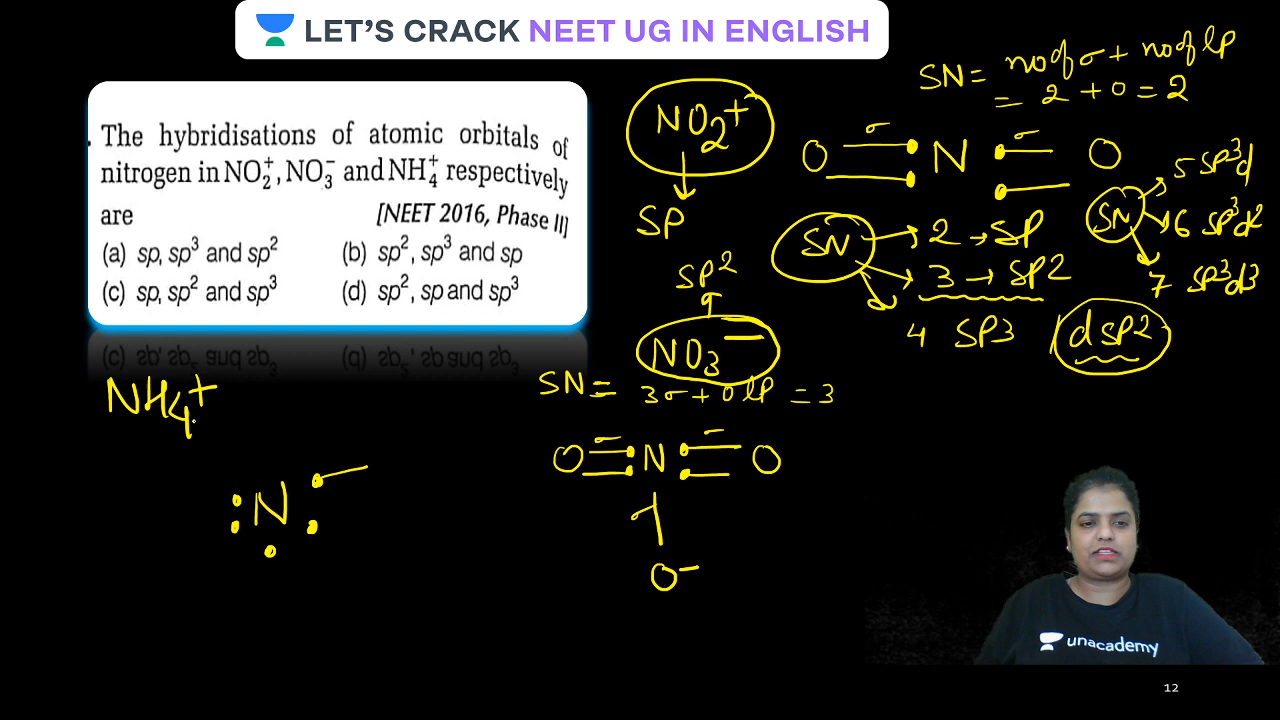 LET'S CRACK NEET UG IN ENGLISH
. The hybridisations of atomic orbitals of
nitrogen in NO₂⁺, NO₃⁻ and NH₄⁺ respectively
are [NEET 2016, Phase II]
(a) sp, sp³ and sp² (b) sp², sp³ and sp
(c) sp, sp² and sp³ (d) sp², sp and sp³
NO2+
SP
SN = no of σ + no of lp
= 2 + 0 = 2
O σ N σ O
SN 2 → SP
3 → SP2
4 SP3
SN 5 SP³d
6 SP³d²
7 SP³d3
dSP2
SP2
NO3 −
SN = 3σ + 0 lP = 3
O σ N σ O
σ
O−
NH4+
N
unacademy
12